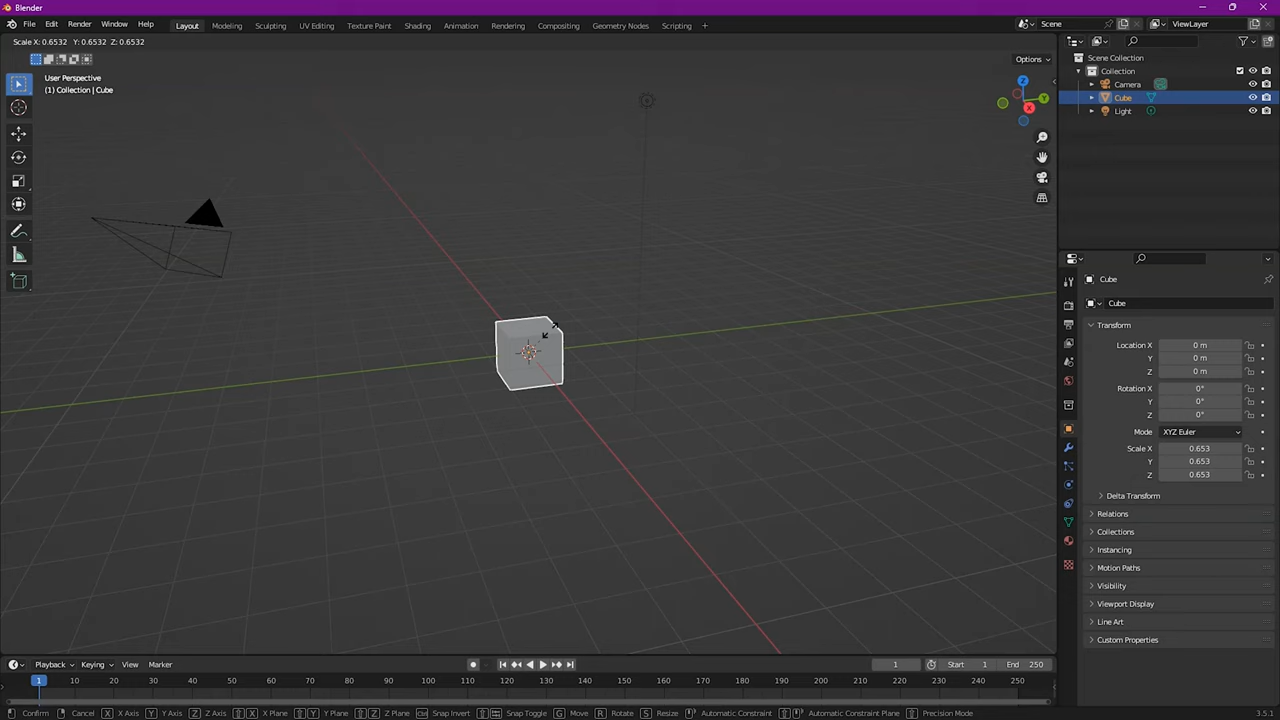 Blender
File Edit Render Window Help
Layout Modeling Sculpting UV Editing Texture Paint Shading Animation Rendering Compositing Geometry Nodes Scripting +
Scene
ViewLayer
Scale X: 0.6532 Y: 0.6532 Z: 0.6532
Options
User Perspective
(1) Collection | Cube
Z
Y
X
Scene Collection
Collection
Camera
Cube
Light
Cube
Cube
Transform
Location X 0 m
Y 0 m
Z 0 m
Rotation X 0°
Y 0°
Z 0°
Mode XYZ Euler
Scale X 0.653
Y 0.653
Z 0.653
Delta Transform
Relations
Collections
Instancing
Motion Paths
Visibility
Viewport Display
Line Art
Custom Properties
Playback Keying View Marker
1
Start 1 End 250
1 10 20 30 40 50 60 70 80 90 100 110 120 130 140 150 160 170 180 190 200 210 220 230 240 250
Confirm Cancel X X Axis Y Y Axis Z Z Axis X X Plane Y Y Plane Z Z Plane Snap Invert Snap Toggle G Move R Rotate S Resize Automatic Constraint Automatic Constraint Plane Precision Mode
3.5.1